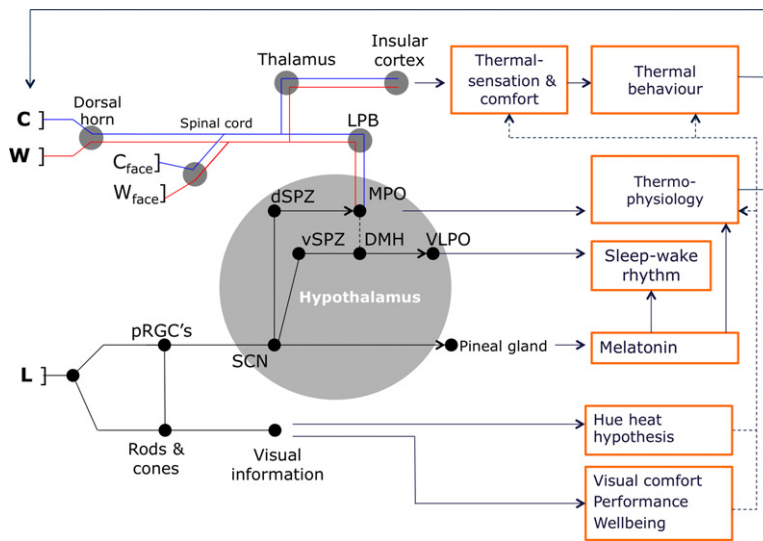 Thalamus
Insular
cortex
Thermal-
sensation &
comfort
Thermal
behaviour
Dorsal
horn
C
Spinal cord
LPB
W
Cface
Wface
dSPZ
MPO
Thermo-
physiology
vSPZ
DMH
VLPO
Sleep-wake
rhythm
Hypothalamus
pRGC's
SCN
Pineal gland
Melatonin
L
Hue heat
hypothesis
Rods &
cones
Visual
information
Visual comfort
Performance
Wellbeing